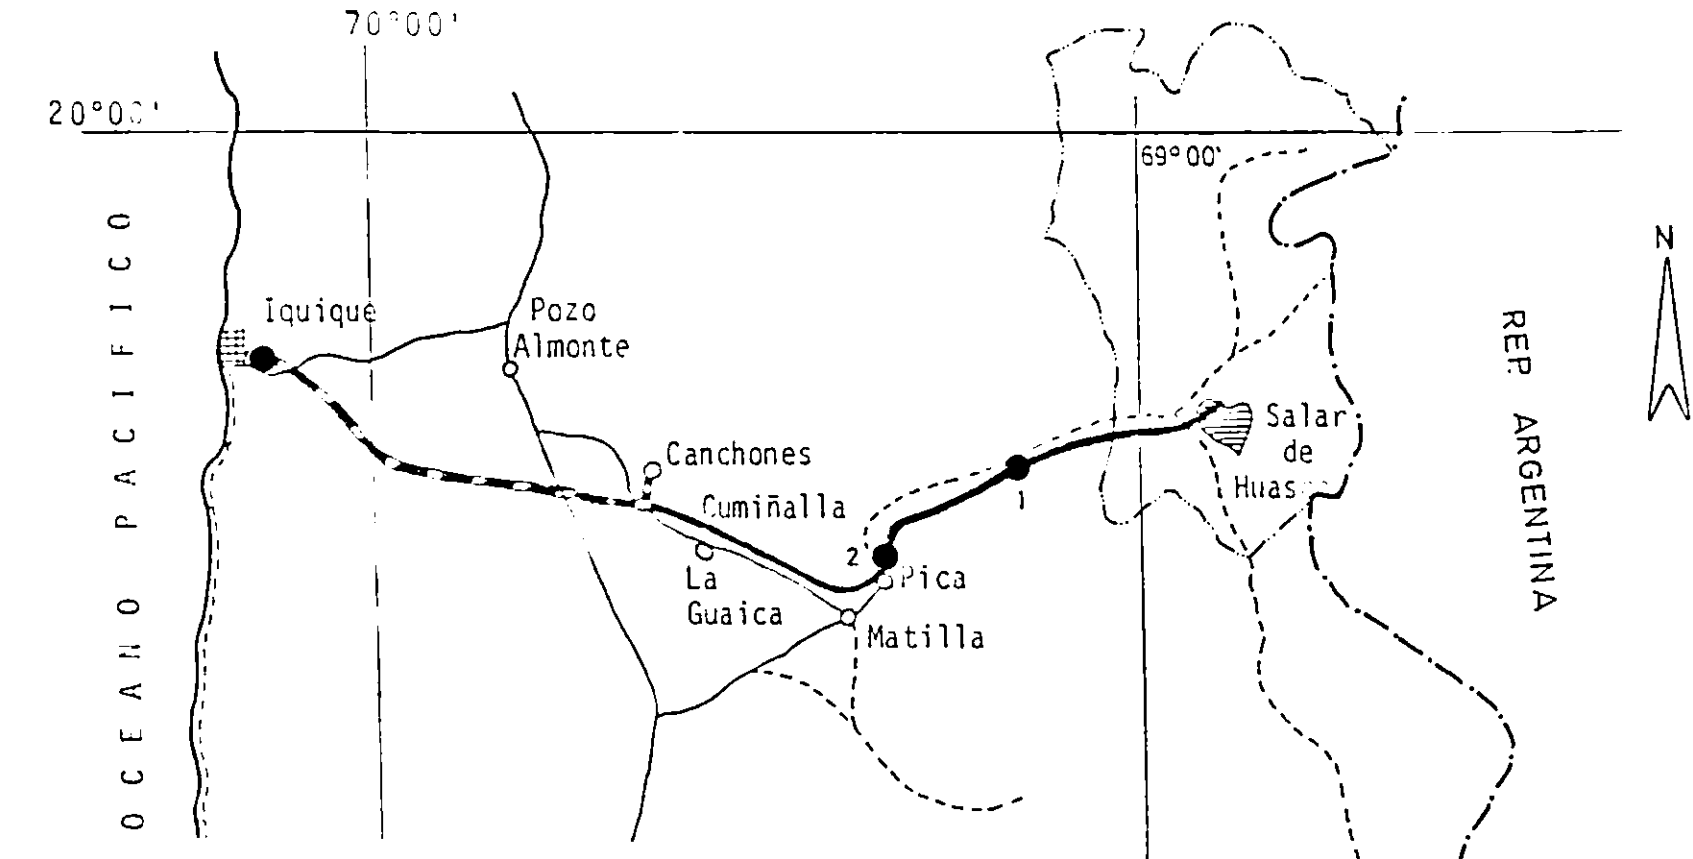 70°00'
20°00'
69°00'
N
OCEANO PACIFICO
Iquique
Pozo
Almonte
Canchones
Cumiñalla
La
Guaica
2
Pica
Matilla
1
Salar
de
REP. ARGENTINA